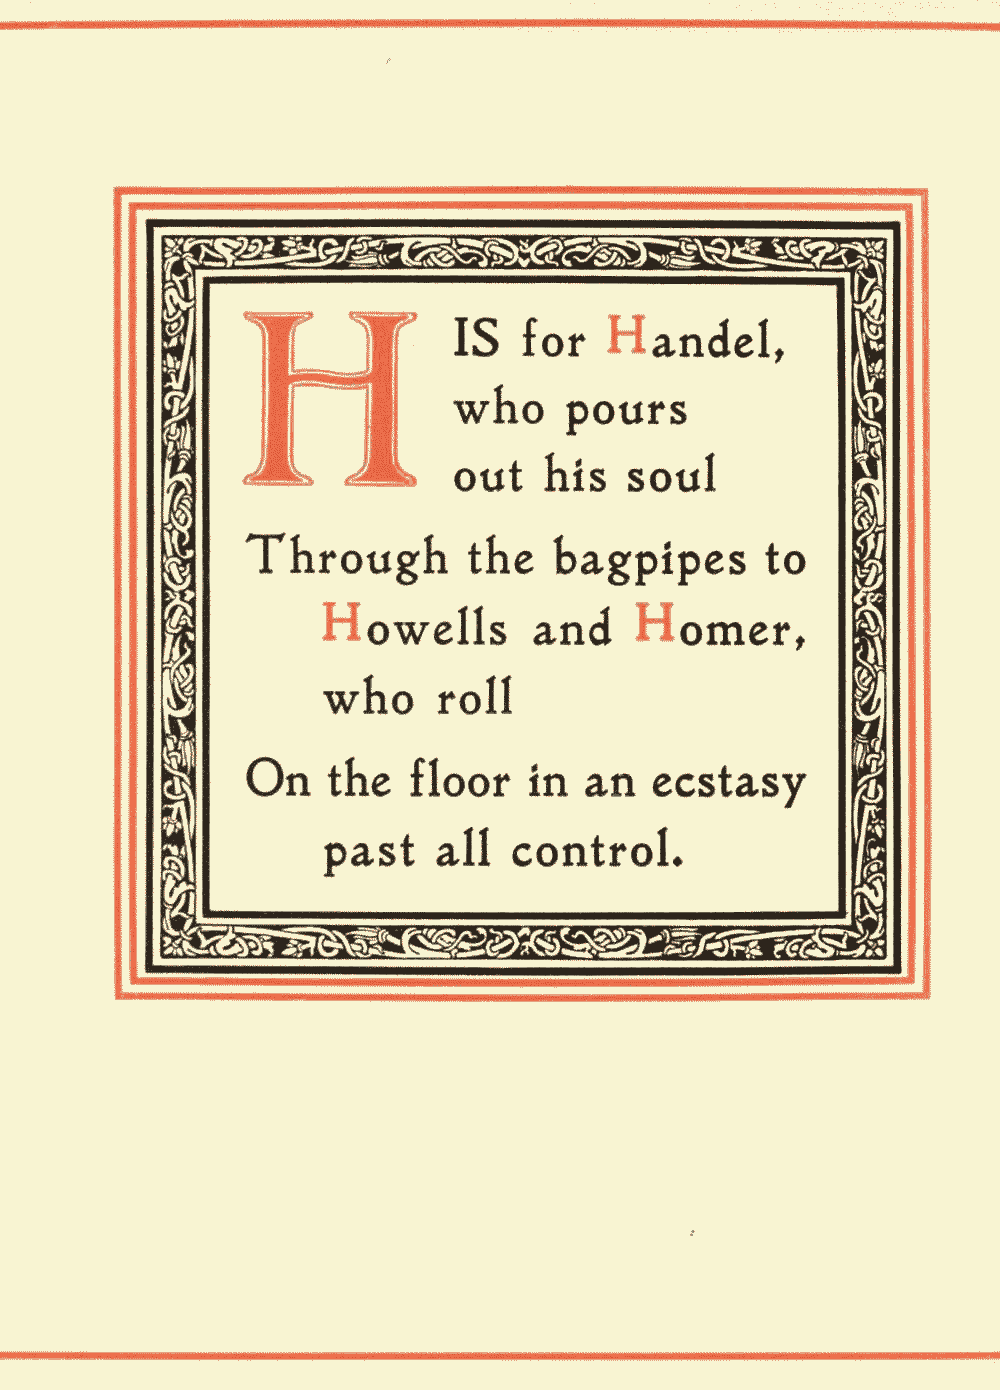 H IS for Handel,
who pours
out his soul
Through the bagpipes to
Howells and Homer,
who roll
On the floor in an ecstasy
past all control.